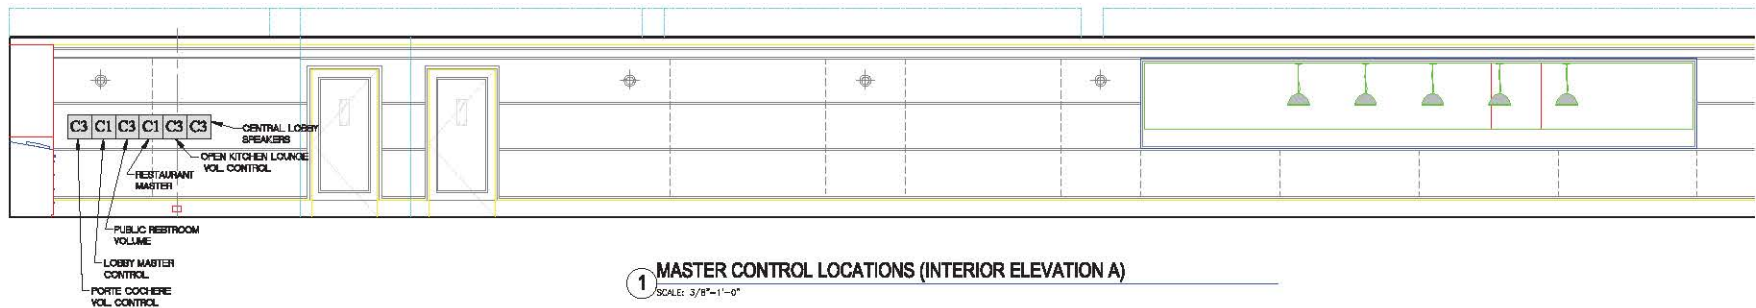 C3 C1 C3 C1 C3 C3
CENTRAL LOBBY
SPEAKERS
OPEN KITCHEN LOUNGE
VOL. CONTROL
RESTAURANT
MASTER
PUBLIC RESTROOM
VOLUME
LOBBY MASTER
CONTROL
PORTE COCHERE
VOL. CONTROL
1 MASTER CONTROL LOCATIONS (INTERIOR ELEVATION A)
SCALE: 3/8"=1'-0"